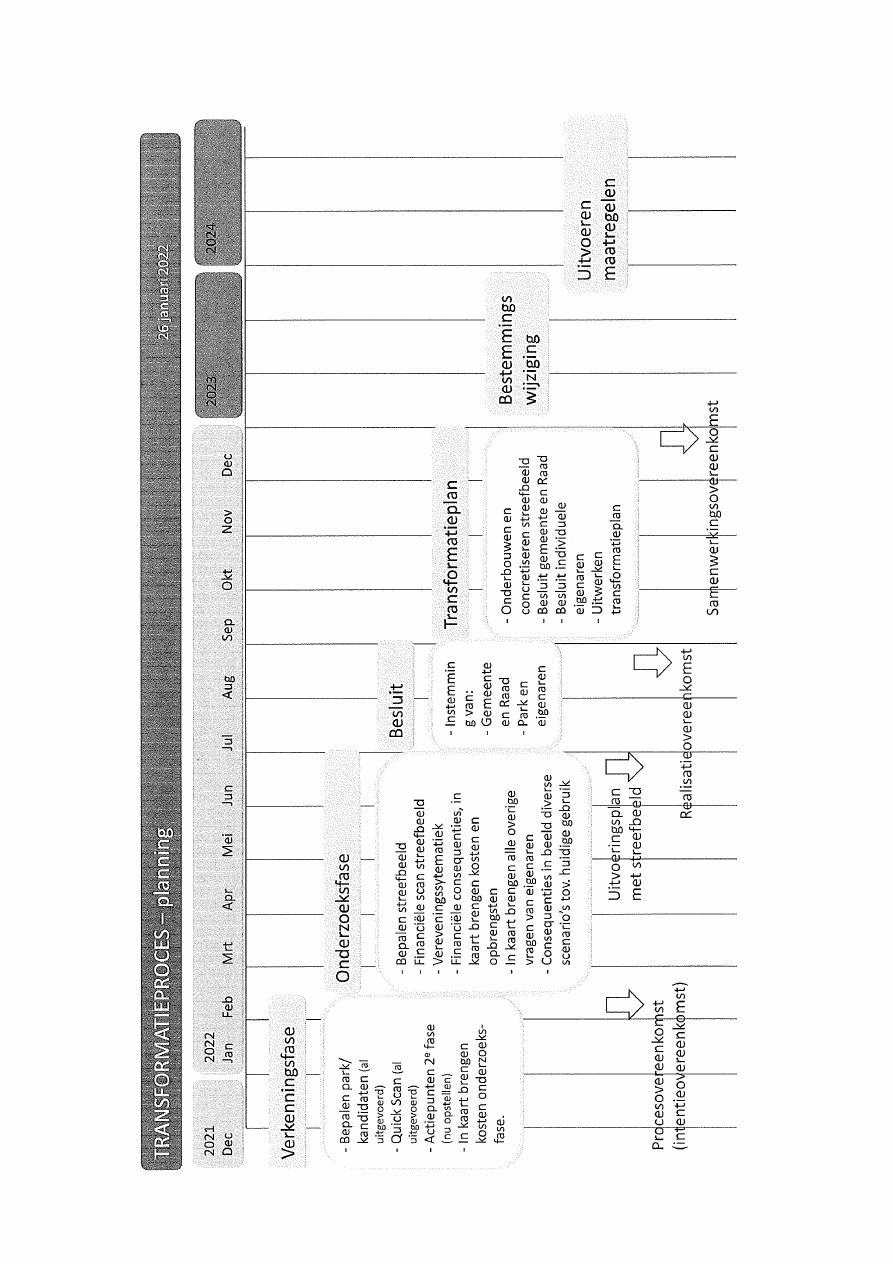 TRANSFORMATIEPROCES – planning
26 januari 2022
2021
2022
2023
2024
Dec
Jan
Feb
Mrt
Apr
Mei
Jun
Jul
Aug
Sep
Okt
Nov
Dec
Verkenningsfase
- Bepalen park/
kandidaten (al
uitgevoerd)
- Quick Scan (al
uitgevoerd)
- Actiepunten 2e fase
(nu opstellen)
- In kaart brengen
kosten onderzoeks-
fase.
Procesovereenkomst
(intentieovereenkomst)
Onderzoeksfase
- Bepalen streefbeeld
- Financiële scan streefbeeld
- Vereveningssytematiek
- Financiële consequenties, in
kaart brengen kosten en
opbrengsten
- In kaart brengen alle overige
vragen van eigenaren
- Consequenties in beeld diverse
scenario's tov. huidige gebruik
Uitvoeringsplan
met streefbeeld
Besluit
- Instemmin
g van:
- Gemeente
en Raad
- Park en
eigenaren
Realisatieovereenkomst
Transformatieplan
- Onderbouwen en
concretiseren streefbeeld
- Besluit gemeente en Raad
- Besluit individuele
eigenaren
- Uitwerken
transformatieplan
Samenwerkingsovereenkomst
Bestemmings
wijziging
Uitvoeren
maatregelen